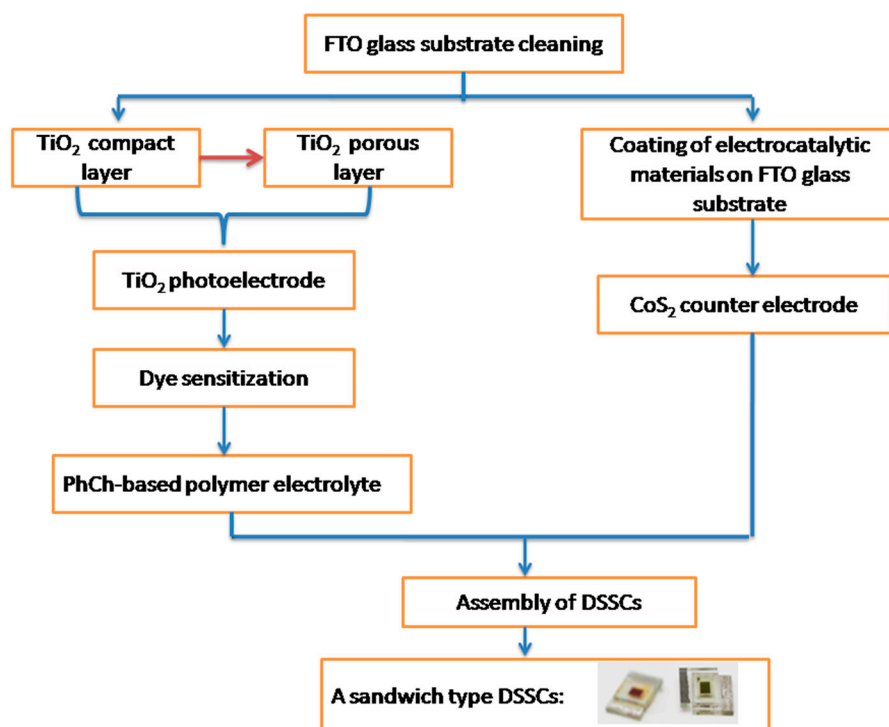 FTO glass substrate cleaning
TiO₂ compact
layer
TiO₂ porous
layer
Coating of electrocatalytic
materials on FTO glass
substrate
TiO₂ photoelectrode
CoS₂ counter electrode
Dye sensitization
PhCh-based polymer electrolyte
Assembly of DSSCs
A sandwich type DSSCs: